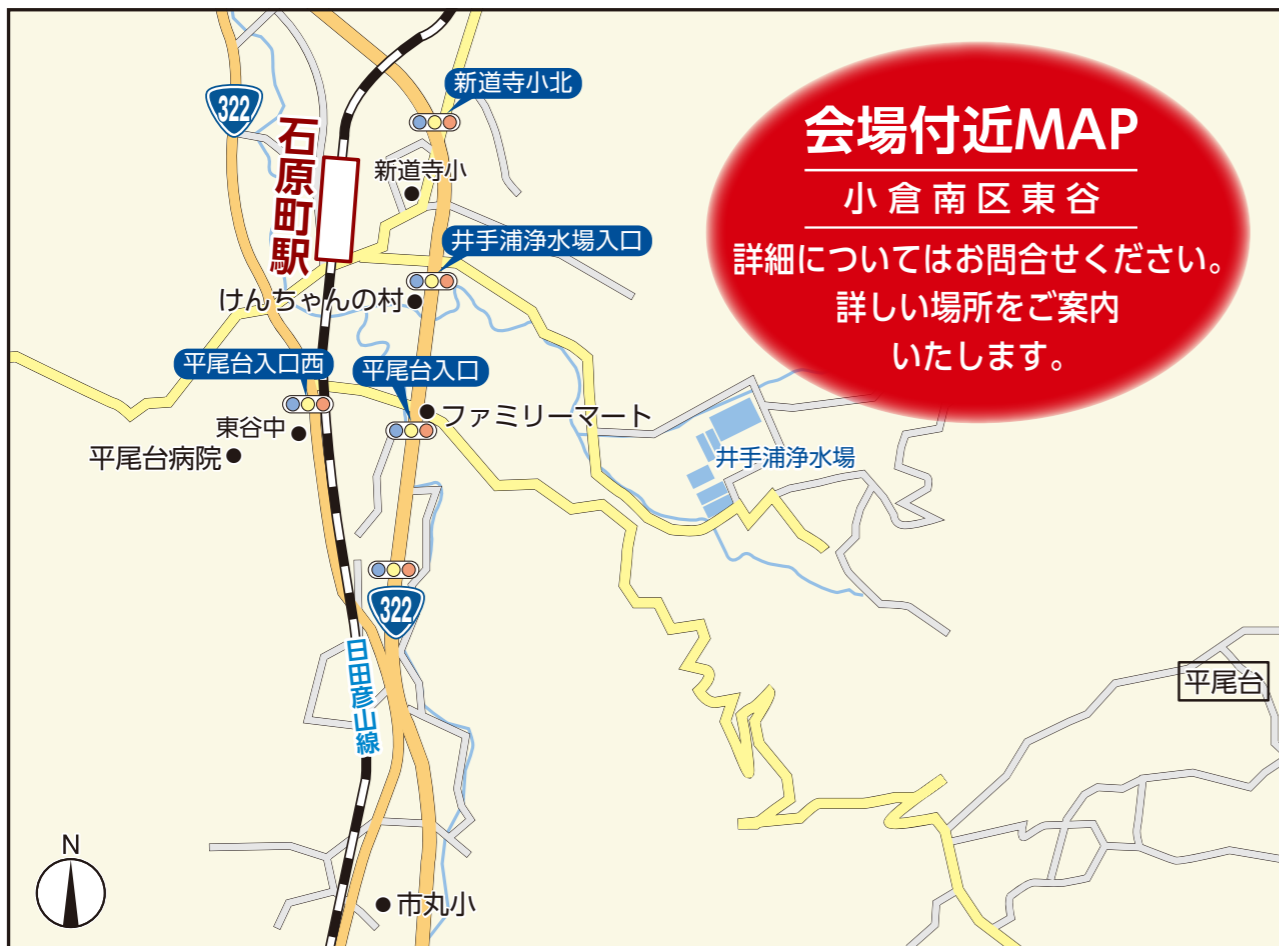 会場付近MAP
小倉南区東谷
詳細についてはお問合せください。
詳しい場所をご案内
いたします。
新道寺小北
322
石原町駅
新道寺小
井手浦浄水場入口
けんちゃんの村
平尾台入口西
平尾台入口
ファミリーマート
東谷中
平尾台病院
井手浦浄水場
322
日田彦山線
平尾台
N
市丸小